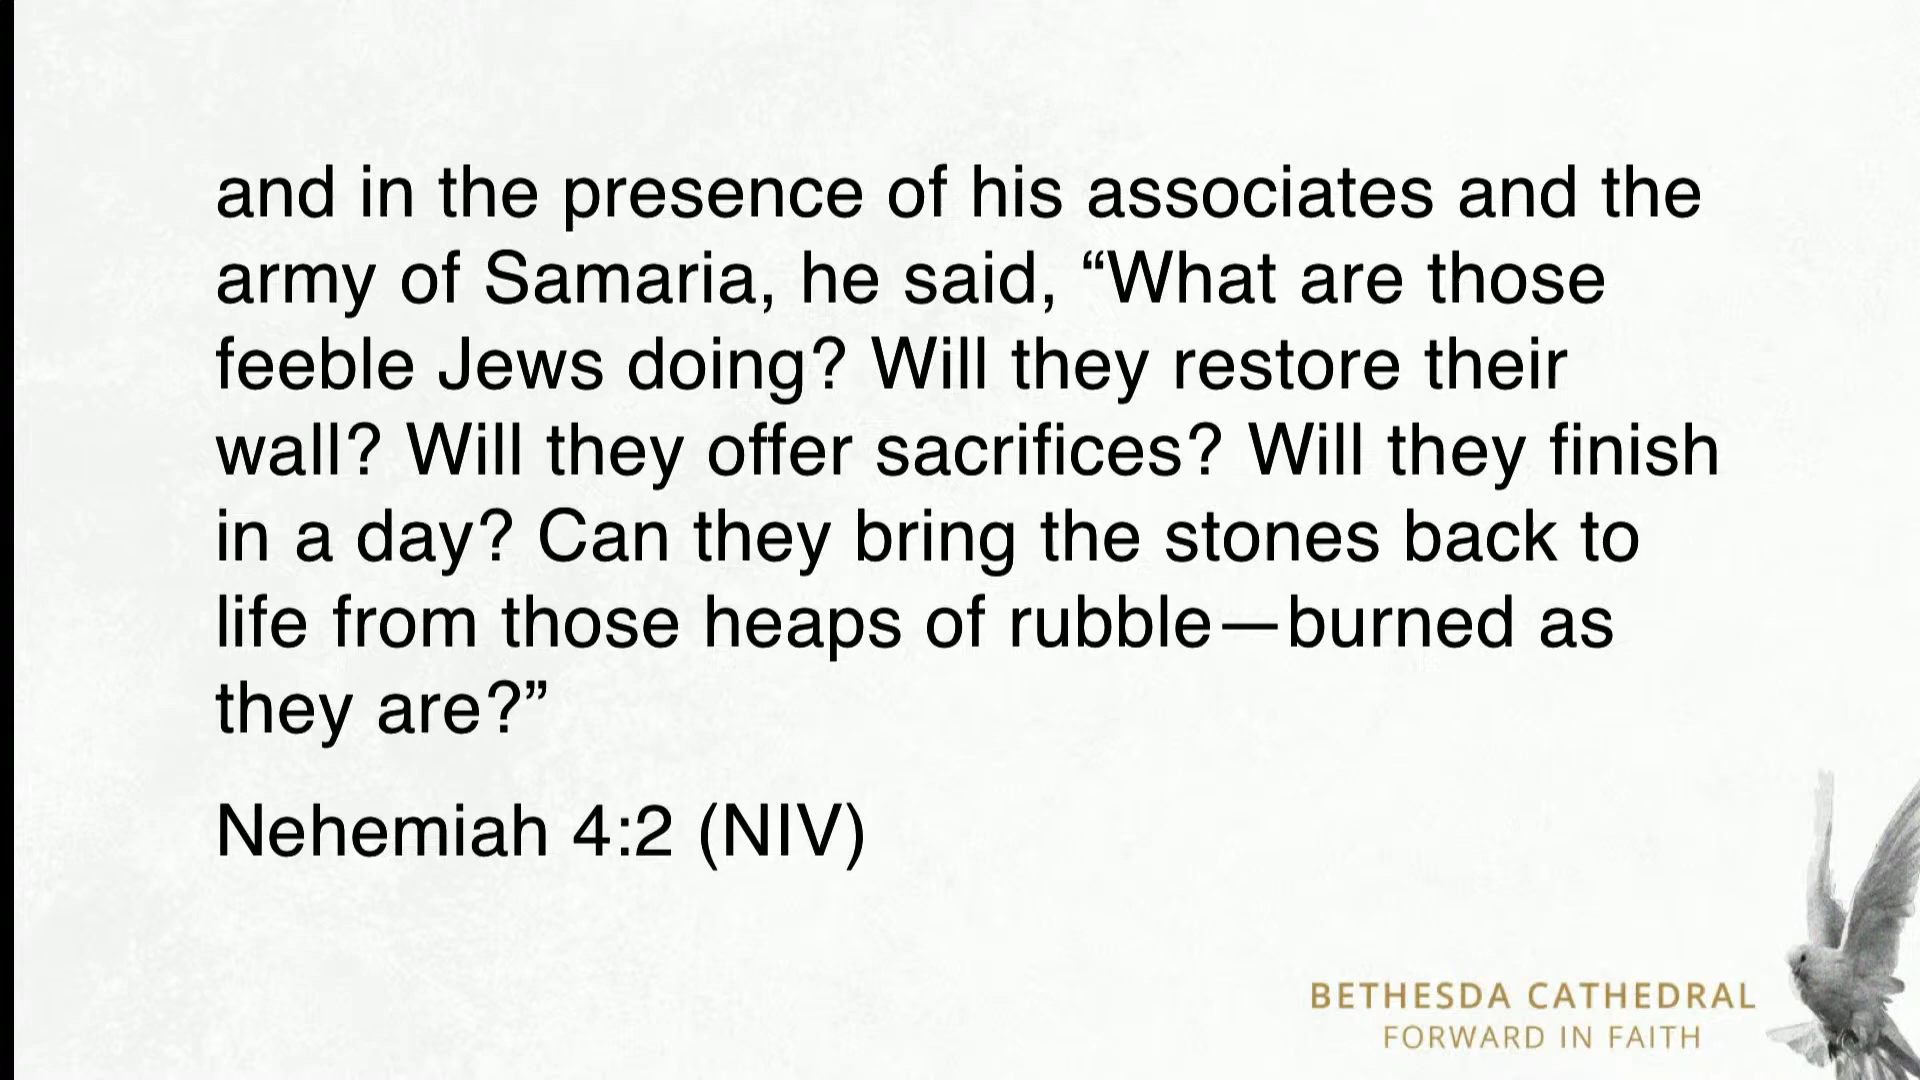 and in the presence of his associates and the
army of Samaria, he said, “What are those
feeble Jews doing? Will they restore their
wall? Will they offer sacrifices? Will they finish
in a day? Can they bring the stones back to
life from those heaps of rubble—burned as
they are?”
Nehemiah 4:2 (NIV)
BETHESDA CATHEDRAL
FORWARD IN FAITH